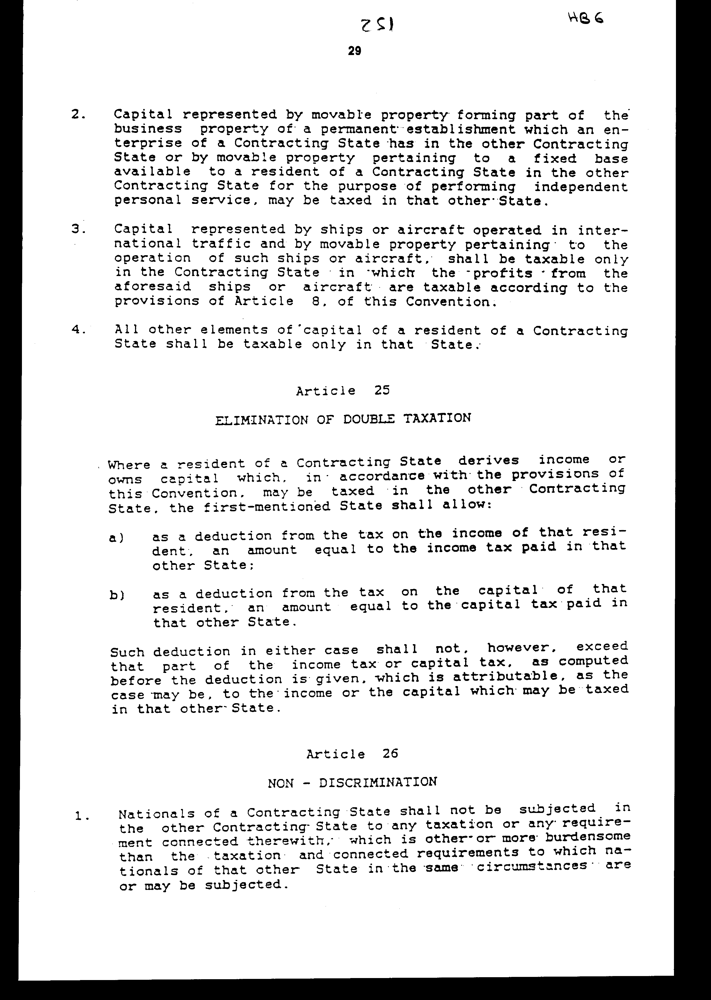 251
HB 6
29
2. Capital represented by movable property forming part of the
business property of a permanent establishment which an en-
terprise of a Contracting State has in the other Contracting
State or by movable property pertaining to a fixed base
available to a resident of a Contracting State in the other
Contracting State for the purpose of performing independent
personal service, may be taxed in that other State.
3. Capital represented by ships or aircraft operated in inter-
national traffic and by movable property pertaining to the
operation of such ships or aircraft, shall be taxable only
in the Contracting State in which the profits from the
aforesaid ships or aircraft are taxable according to the
provisions of Article 8, of this Convention.
4. All other elements of capital of a resident of a Contracting
State shall be taxable only in that State.
Article 25
ELIMINATION OF DOUBLE TAXATION
Where a resident of a Contracting State derives income or
owns capital which, in accordance with the provisions of
this Convention, may be taxed in the other Contracting
State, the first-mentioned State shall allow:
a) as a deduction from the tax on the income of that resi-
dent, an amount equal to the income tax paid in that
other State;
b) as a deduction from the tax on the capital of that
resident, an amount equal to the capital tax paid in
that other State.
Such deduction in either case shall not, however, exceed
that part of the income tax or capital tax, as computed
before the deduction is given, which is attributable, as the
case may be, to the income or the capital which may be taxed
in that other State.
Article 26
NON - DISCRIMINATION
1. Nationals of a Contracting State shall not be subjected in
the other Contracting State to any taxation or any require-
ment connected therewith, which is other or more burdensome
than the taxation and connected requirements to which na-
tionals of that other State in the same circumstances are
or may be subjected.